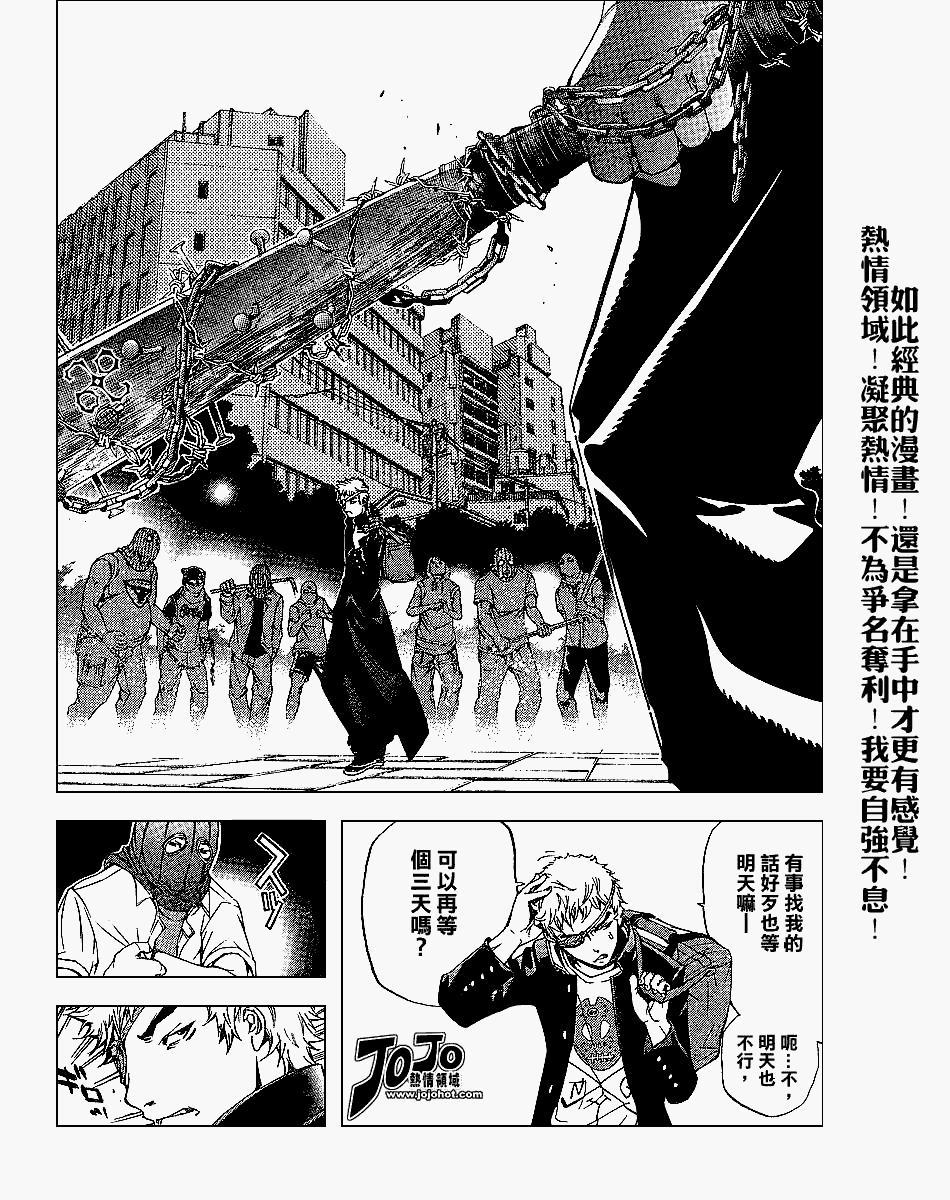 如此經典的漫畫！還是拿在手中才更有感覺！
熱情領域！凝聚熱情！不為爭名奪利！我要自強不息！
有事找我的
話好歹也等
明天嘛──
呃…不，
明天也
不行，
可以再等
個三天嗎？
JOJO
熱情領域
www.jojohot.com